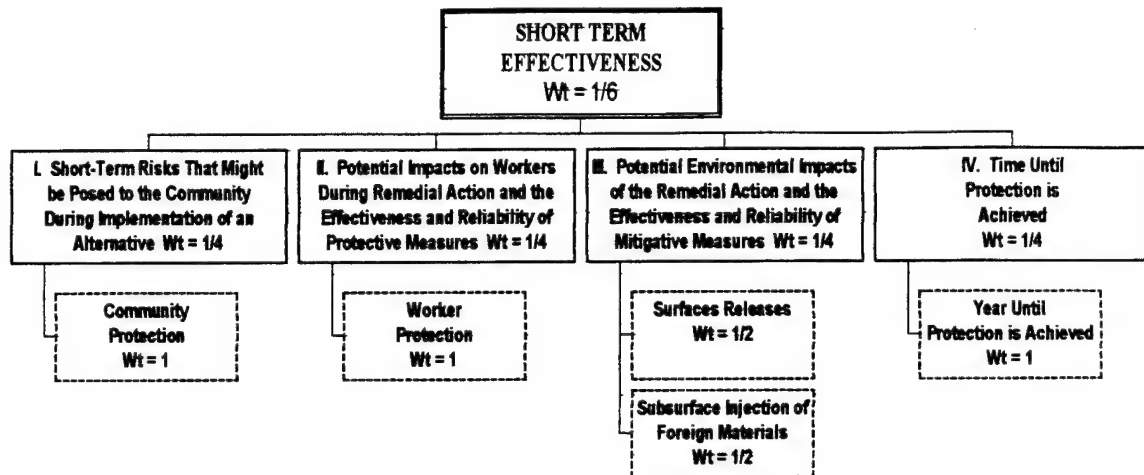 SHORT TERM
EFFECTIVENESS
Wt = 1/6
I. Short-Term Risks That Might
be Posed to the Community
During Implementation of an
Alternative Wt = 1/4
II. Potential Impacts on Workers
During Remedial Action and the
Effectiveness and Reliability of
Protective Measures Wt = 1/4
III. Potential Environmental Impacts
of the Remedial Action and the
Effectiveness and Reliability of
Mitigative Measures Wt = 1/4
IV. Time Until
Protection is
Achieved
Wt = 1/4
Community
Protection
Wt = 1
Worker
Protection
Wt = 1
Surfaces Releases
Wt = 1/2
Year Until
Protection is Achieved
Wt = 1
Subsurface Injection of
Foreign Materials
Wt = 1/2